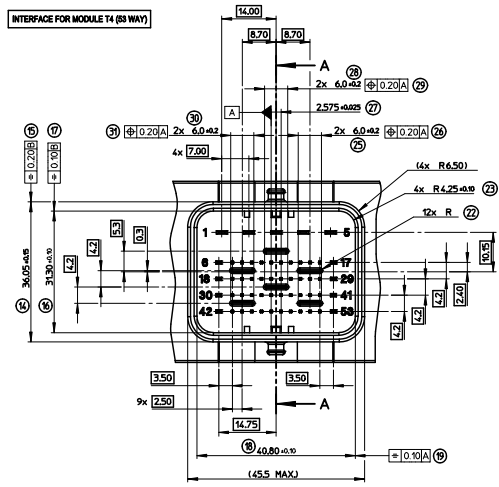 INTERFACE FOR MODULE T4 (53 WAY)
14.00
8.70 8.70
A
28
2x 6,0 ±0.2 ⌖ 0.20 A 29
A 2.575 ±0.025 27
30
31 ⌖ 0.20 A 2x 6,0 ±0.2 2x 6,0 ±0.2 ⌖ 0.20 A 26
25
4x 7.00
15 17
⌯ 0.20 B
⌯ 0.10 B
(4x R6.50)
4x R 4,25 ±0.10 23
12x R 22
1 5
6 17
18 29
30 41
42 53
36.05 ±0.15
14
31.30 ±0.10
16
4.2
4.2
5.3
0.3
10.15
2.40
4.2
4.2
4.2
3.50 3.50
9x 2.50
A
14.75
18 40.80 ±0.10 ⌯ 0.10 A 19
(45.5 MAX.)